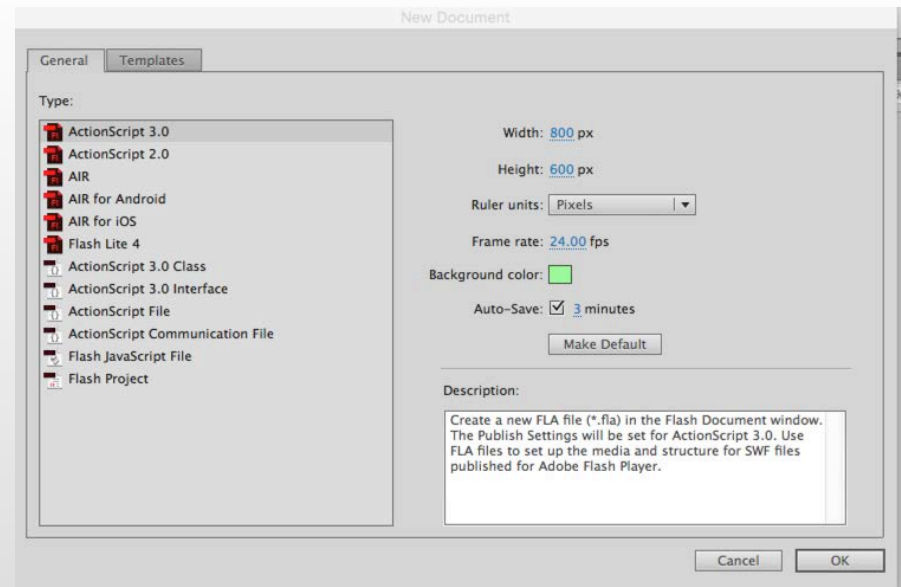 New Document
General
Templates
Type:
ActionScript 3.0
ActionScript 2.0
AIR
AIR for Android
AIR for iOS
Flash Lite 4
ActionScript 3.0 Class
ActionScript 3.0 Interface
ActionScript File
ActionScript Communication File
Flash JavaScript File
Flash Project
Width: 800 px
Height: 600 px
Ruler units: Pixels
Frame rate: 24.00 fps
Background color:
Auto-Save: 3 minutes
Make Default
Description:
Create a new FLA file (*.fla) in the Flash Document window.
The Publish Settings will be set for ActionScript 3.0. Use
FLA files to set up the media and structure for SWF files
published for Adobe Flash Player.
Cancel
OK